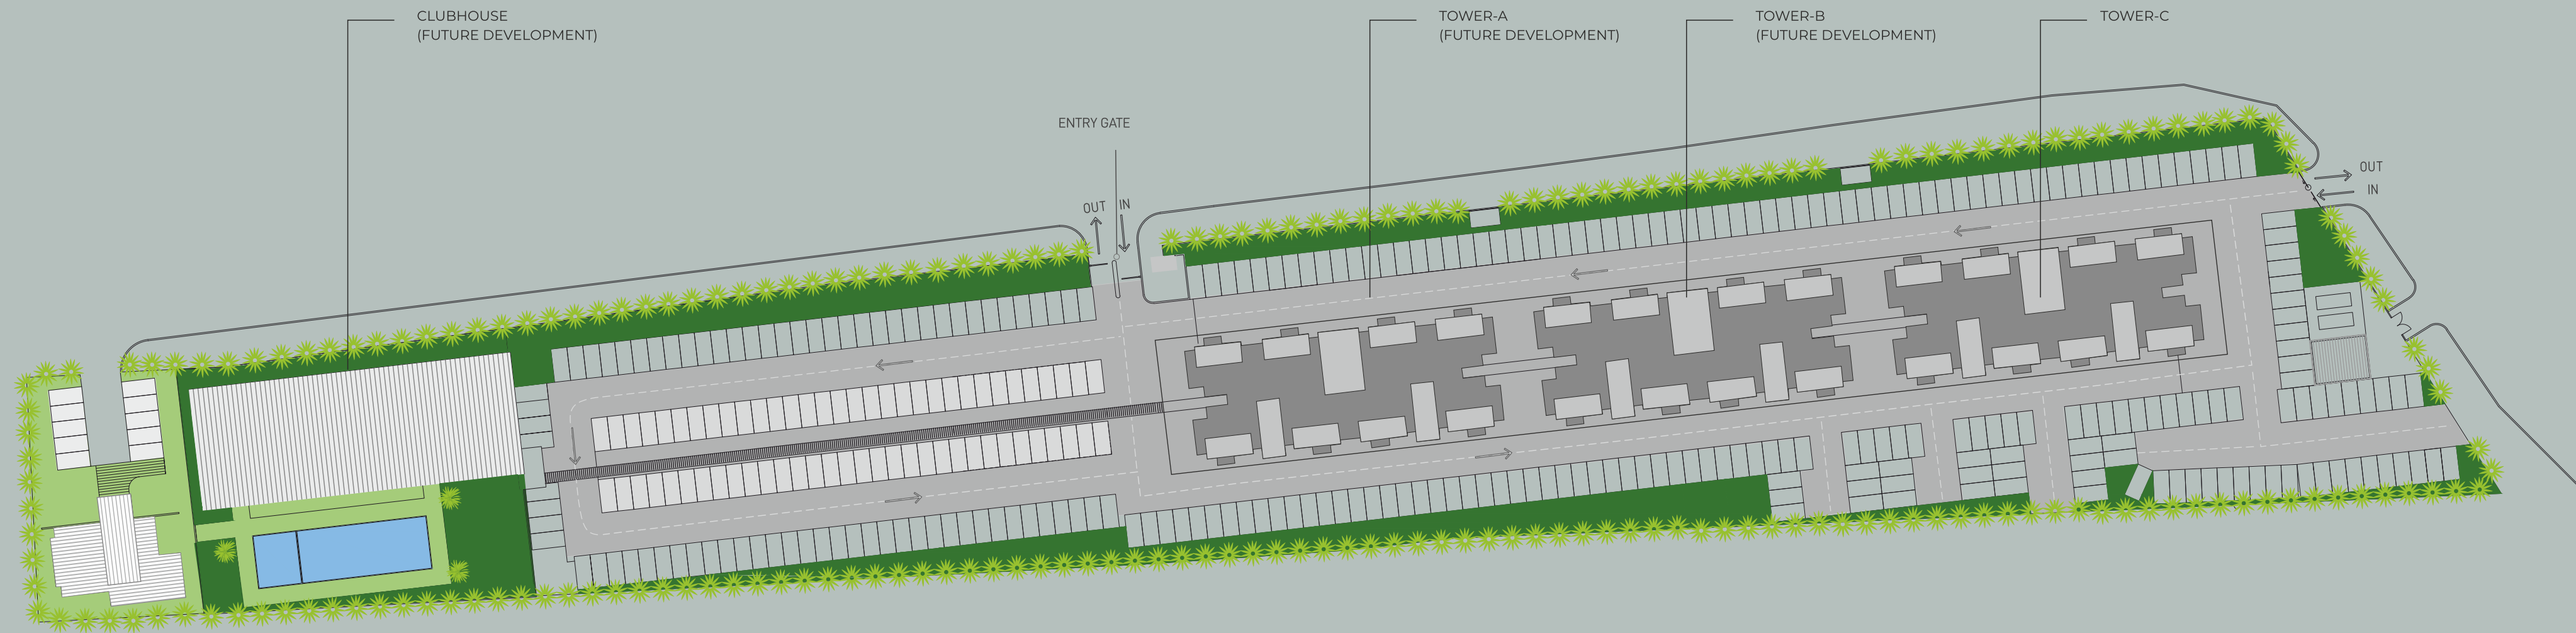 CLUBHOUSE
(FUTURE DEVELOPMENT)
TOWER-A
(FUTURE DEVELOPMENT)
TOWER-B
(FUTURE DEVELOPMENT)
TOWER-C
ENTRY GATE
OUT
IN
OUT
IN